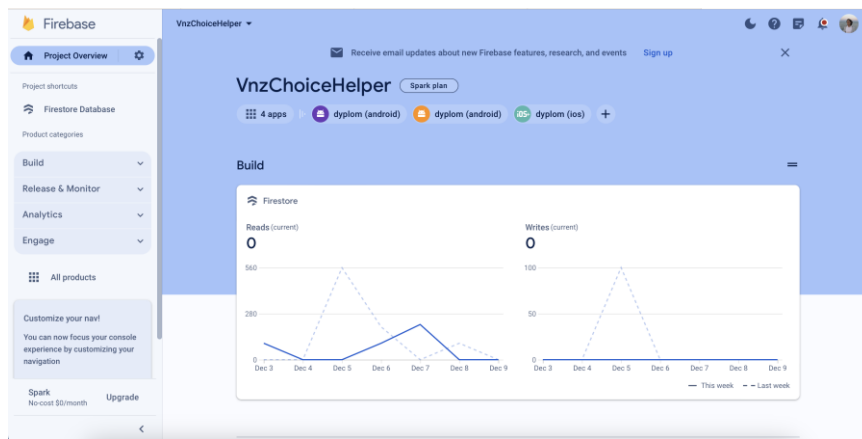 Firebase
VnzChoiceHelper
Receive email updates about new Firebase features, research, and events Sign up
Project Overview
Project shortcuts
Firestore Database
Product categories
Build
Release & Monitor
Analytics
Engage
All products
Customize your nav!
You can now focus your console
experience by customizing your
navigation
Spark
No-cost $0/month
Upgrade
VnzChoiceHelper Spark plan
4 apps dyplom (android) dyplom (android) iOS+ dyplom (ios)
Build
Firestore
Reads (current)
0
560
280
0
Dec 3 Dec 4 Dec 5 Dec 6 Dec 7 Dec 8 Dec 9
Writes (current)
0
100
50
0
Dec 3 Dec 4 Dec 5 Dec 6 Dec 7 Dec 8 Dec 9
This week Last week